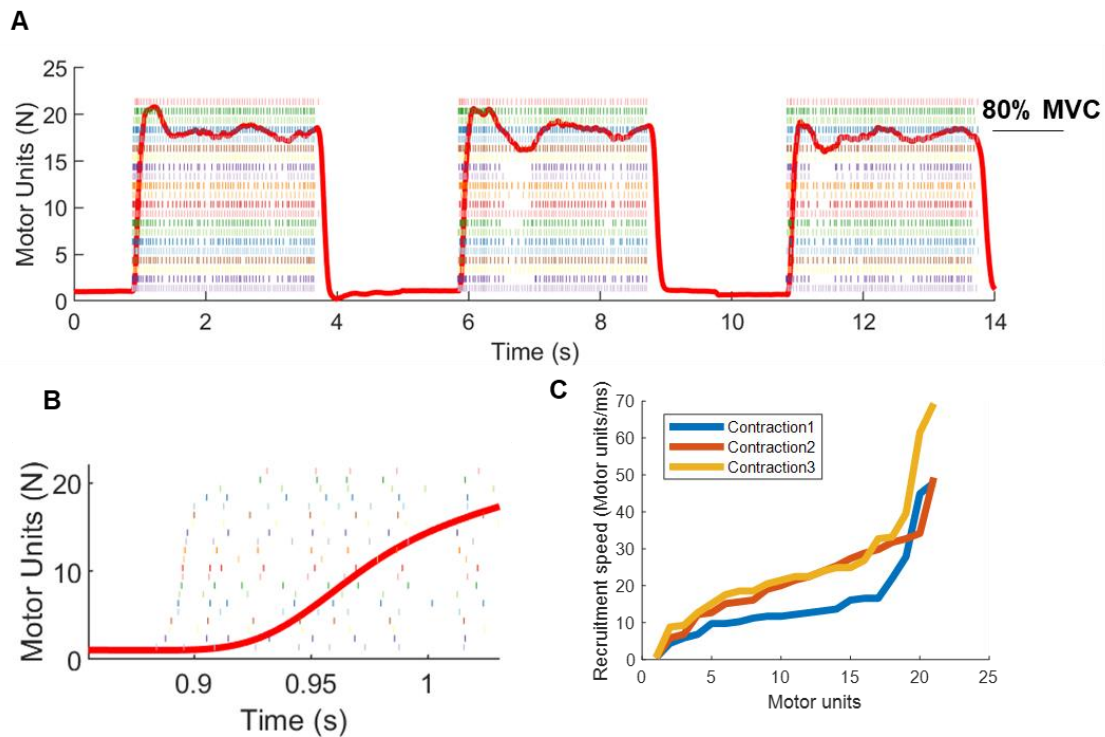 A
Motor Units (N)
25
20
15
10
5
0
80% MVC
0 2 4 6 8 10 12 14
Time (s)
B
Motor Units (N)
20
10
0
0.9 0.95 1
Time (s)
C
Recruitment speed (Motor units/ms)
70
60
50
40
30
20
10
0
Contraction1
Contraction2
Contraction3
0 5 10 15 20 25
Motor units